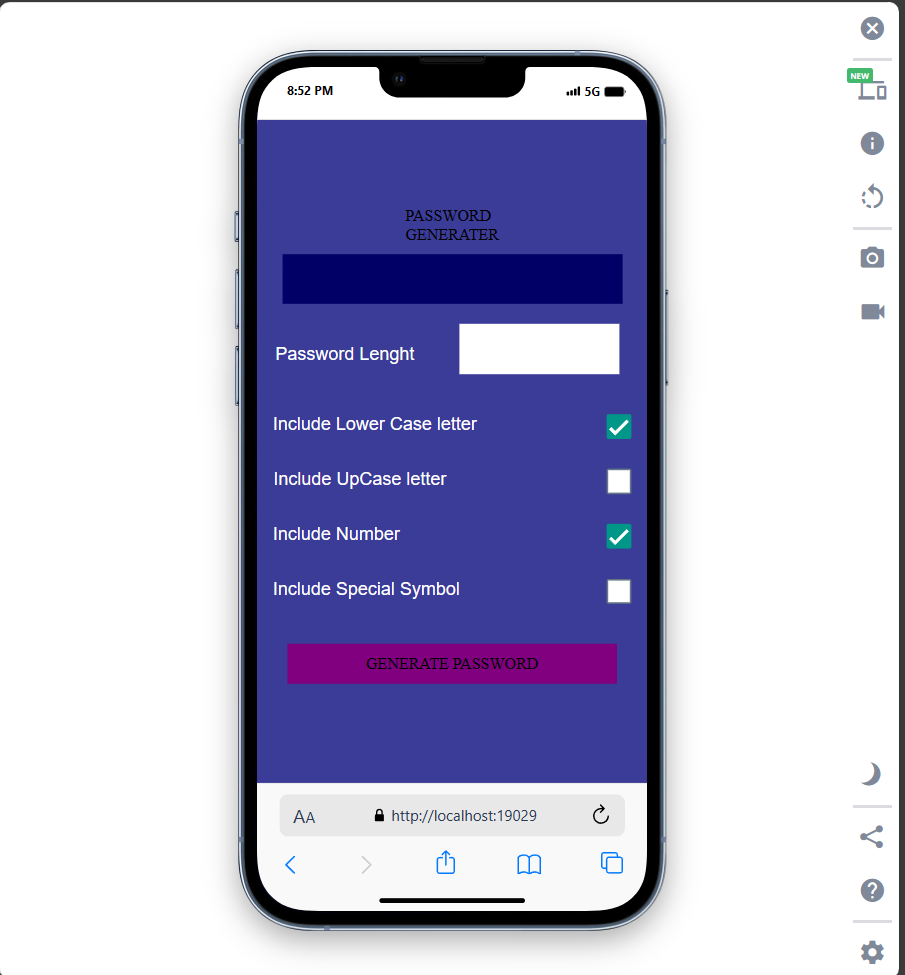 NEW
8:52 PM
5G
PASSWORD
GENERATER
Password Lenght
Include Lower Case letter
Include UpCase letter
Include Number
Include Special Symbol
GENERATE PASSWORD
AA
http://localhost:19029